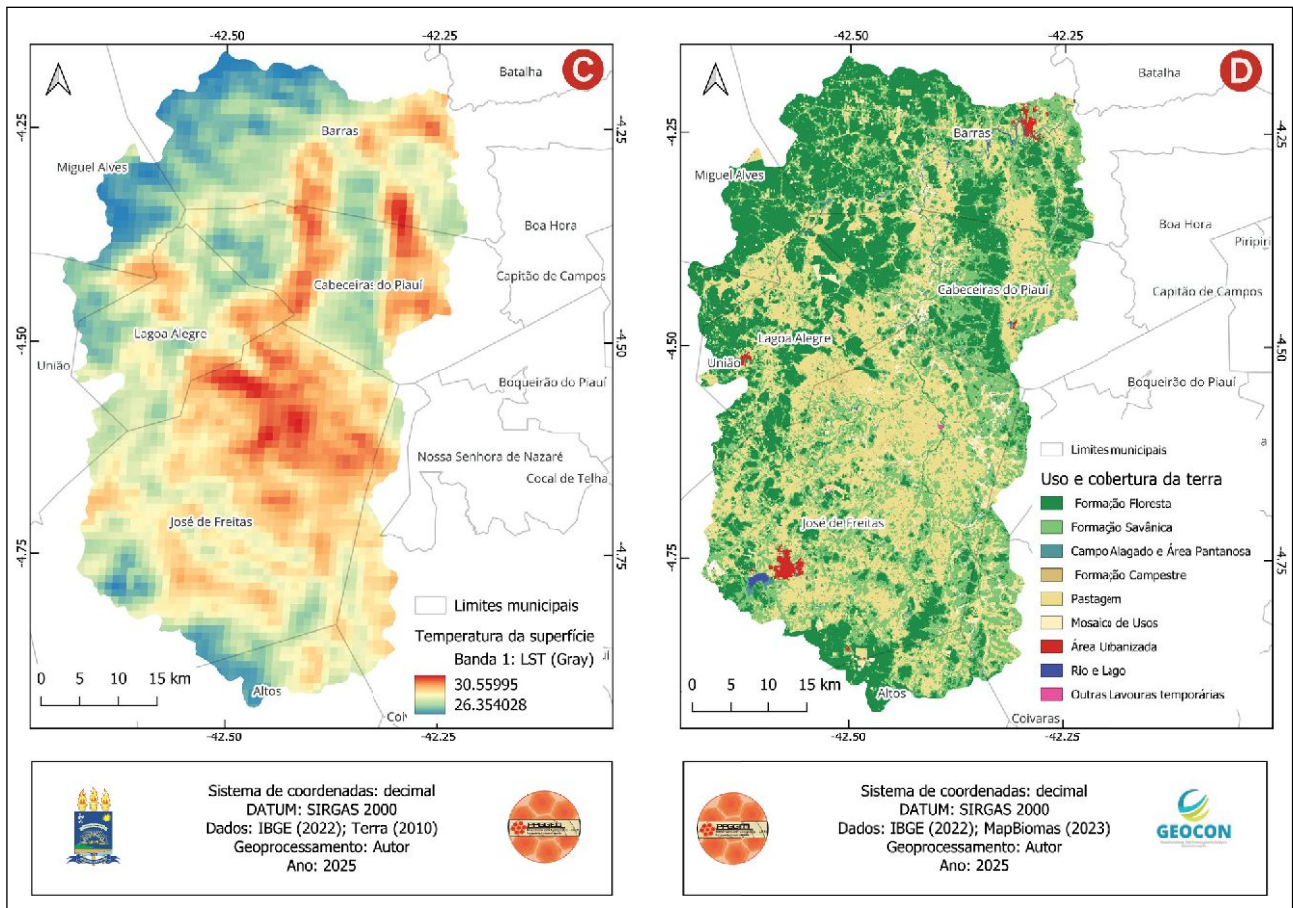 -42.50
-42.25
C
Batalha
Barras
-4.25
-4.25
Miguel Alves
Boa Hora
Capitão de Campos
Cabeceiras do Piauí
Lagoa Alegre
-4.50
-4.50
União
Boqueirão do Piauí
Nossa Senhora de Nazaré
Cocal de Telha
José de Freitas
-4.75
-4.75
Limites municipais
Temperatura da superfície
Banda 1: LST (Gray)
30.55995
26.354028
0 5 10 15 km
Altos
Coiv
-42.50
-42.25
Sistema de coordenadas: decimal
DATUM: SIRGAS 2000
Dados: IBGE (2022); Terra (2010)
Geoprocessamento: Autor
Ano: 2025
-42.50
-42.25
D
Batalha
Barras
-4.25
-4.25
Miguel Alves
Boa Hora
Piripiri
Capitão de Campos
Cabeceiras do Piauí
Lagoa Alegre
-4.50
-4.50
União
Boqueirão do Piauí
Limites municipais
Uso e cobertura da terra
Formação Floresta
José de Freitas
Formação Savânica
Campo Alagado e Área Pantanosa
-4.75
-4.75
Formação Campestre
Pastagem
Mosaico de Usos
Área Urbanizada
Rio e Lago
Outras Lavouras temporárias
0 5 10 15 km
Altos
Coivaras
-42.50
-42.25
Sistema de coordenadas: decimal
DATUM: SIRGAS 2000
Dados: IBGE (2022); MapBiomas (2023)
Geoprocessamento: Autor
Ano: 2025
GEOCON